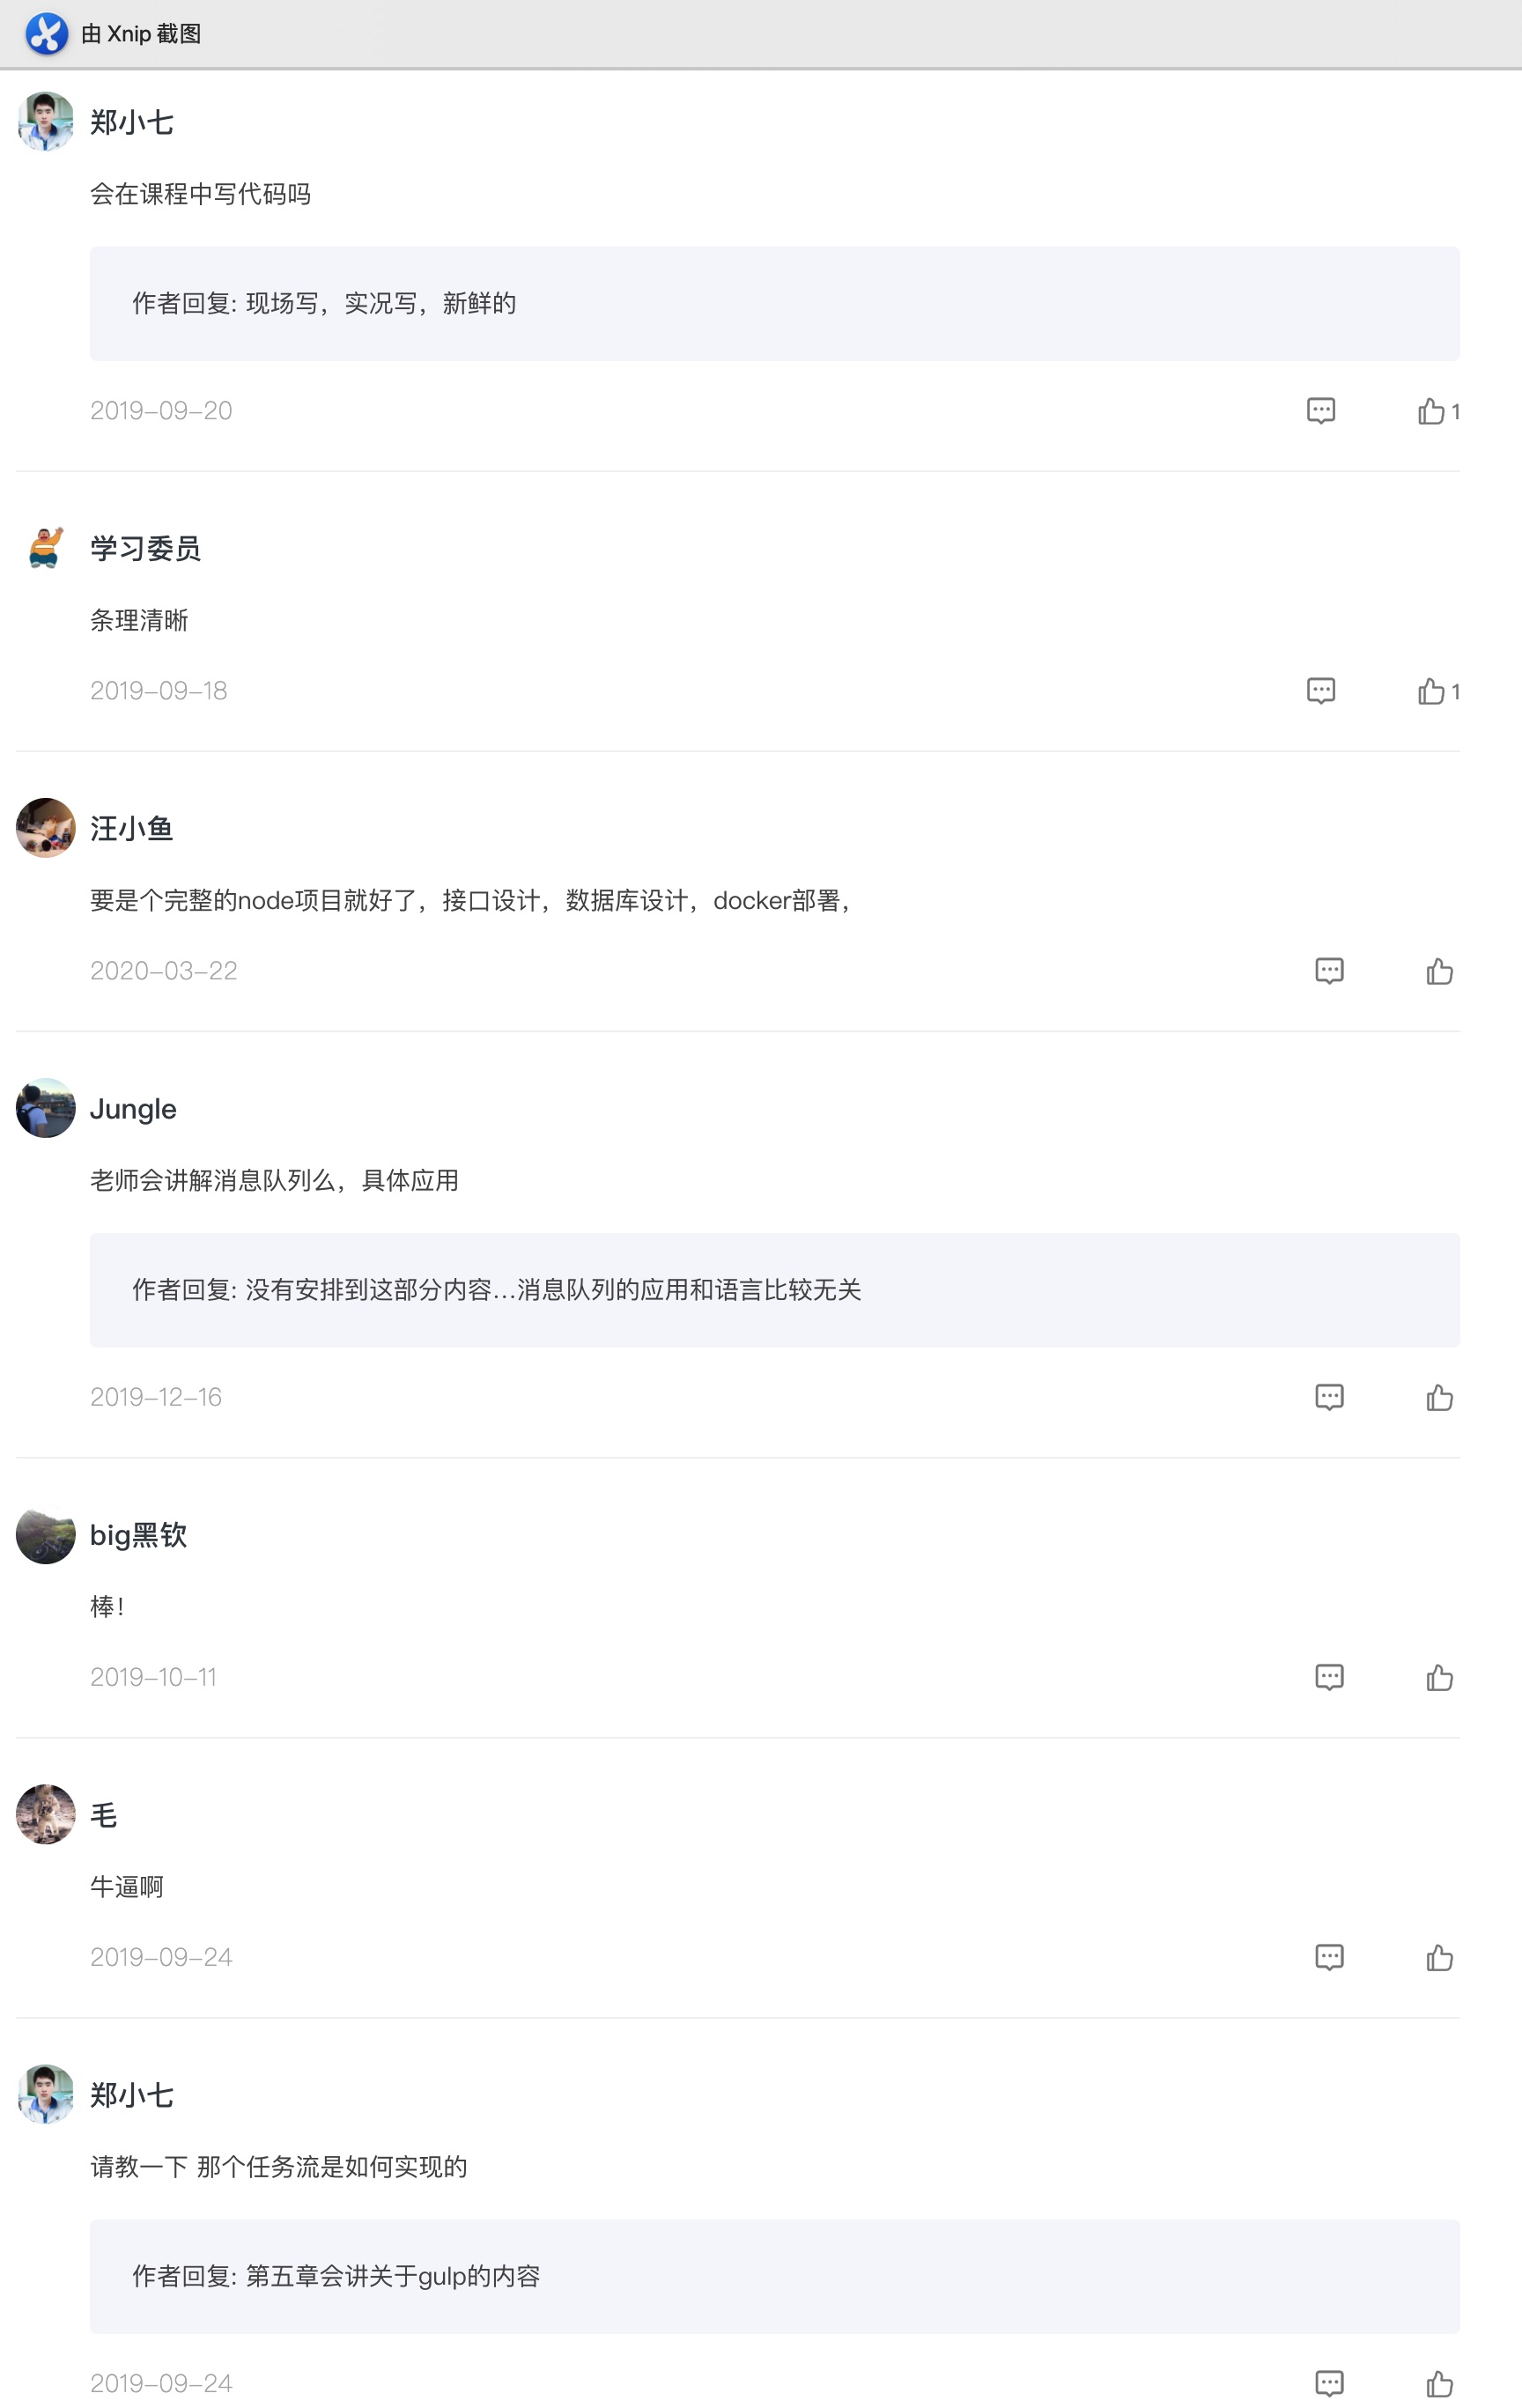 由 Xnip 截图
郑小七
会在课程中写代码吗
作者回复: 现场写，实况写，新鲜的
2019-09-20
1
学习委员
条理清晰
2019-09-18
1
汪小鱼
要是个完整的node项目就好了，接口设计，数据库设计，docker部署，
2020-03-22
Jungle
老师会讲解消息队列么，具体应用
作者回复: 没有安排到这部分内容...消息队列的应用和语言比较无关
2019-12-16
big黑钦
棒！
2019-10-11
毛
牛逼啊
2019-09-24
郑小七
请教一下 那个任务流是如何实现的
作者回复: 第五章会讲关于gulp的内容
2019-09-24